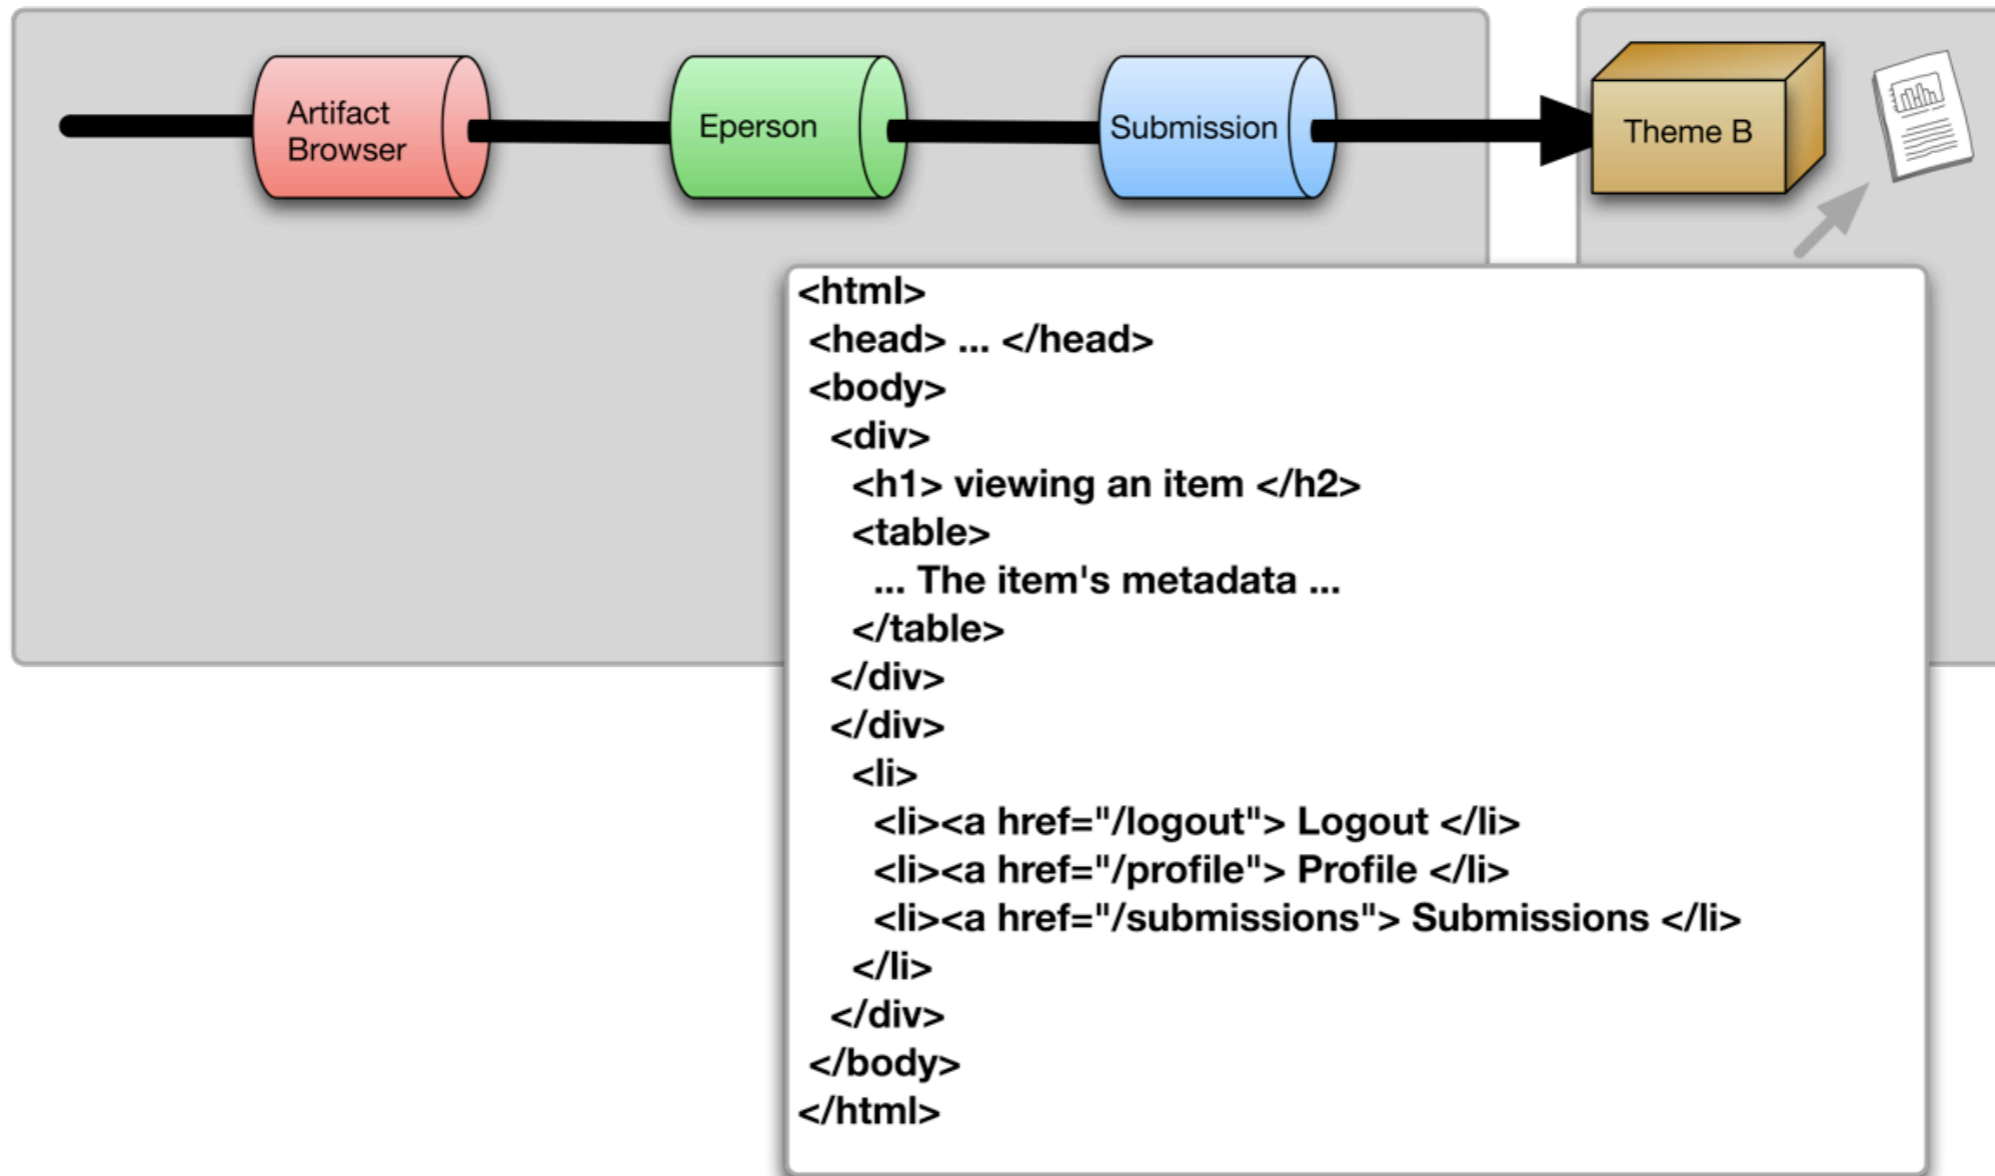 Artifact
Browser
Eperson
Submission
Theme B
<html>
<head> ... </head>
<body>
<div>
<h1> viewing an item </h2>
<table>
... The item's metadata ...
</table>
</div>
</div>
<li>
<li><a href="/logout"> Logout </li>
<li><a href="/profile"> Profile </li>
<li><a href="/submissions"> Submissions </li>
</li>
</div>
</body>
</html>